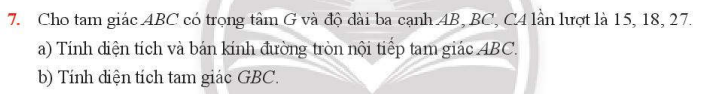 7. Cho tam giác ABC có trọng tâm G và độ dài ba cạnh AB, BC, CA lần lượt là 15, 18, 27.
a) Tính diện tích và bán kính đường tròn nội tiếp tam giác ABC.
b) Tính diện tích tam giác GBC.